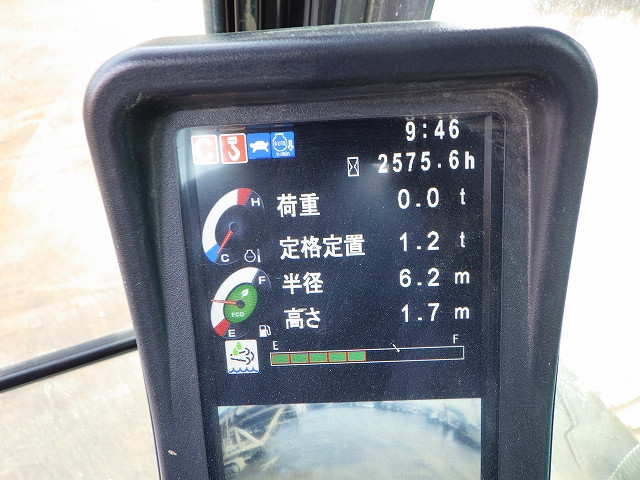 9:46
2575.6h
荷重 0.0 t
定格定置 1.2 t
半径 6.2 m
高さ 1.7 m
H
C
F
ECO
E
E F